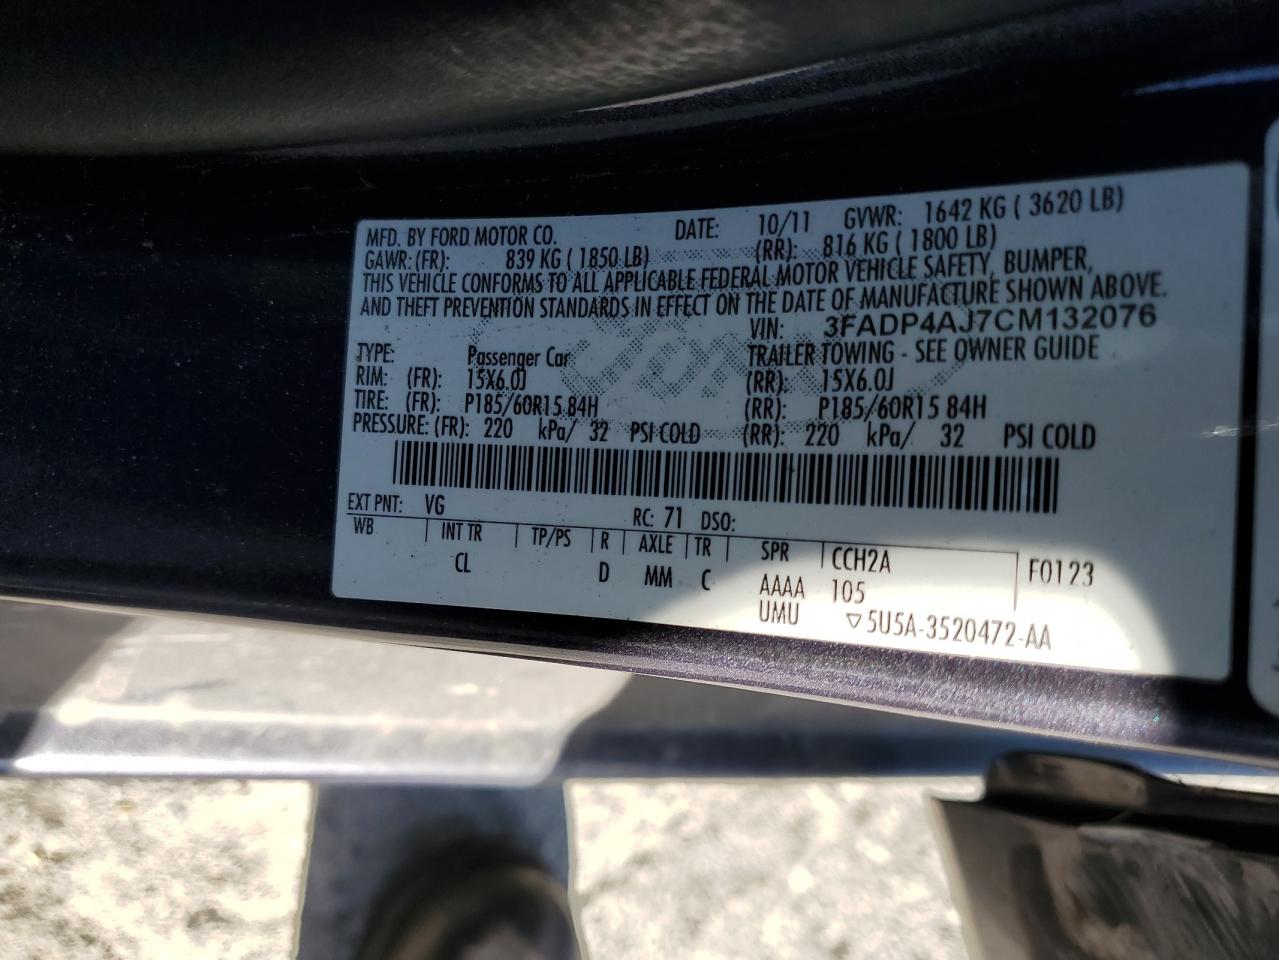 MFD. BY FORD MOTOR CO. DATE: 10/11 GVWR: 1642 KG ( 3620 LB)
GAWR: (FR): 839 KG ( 1850 LB) (RR): 816 KG ( 1800 LB)
THIS VEHICLE CONFORMS TO ALL APPLICABLE FEDERAL MOTOR VEHICLE SAFETY, BUMPER,
AND THEFT PREVENTION STANDARDS IN EFFECT ON THE DATE OF MANUFACTURE SHOWN ABOVE.
VIN: 3FADP4AJ7CM132076
TYPE: Passenger Car TRAILER TOWING - SEE OWNER GUIDE
RIM: (FR): 15X6.0J (RR): 15X6.0J
TIRE: (FR): P185/60R15 84H (RR): P185/60R15 84H
PRESSURE: (FR): 220 kPa/ 32 PSI COLD (RR): 220 kPa/ 32 PSI COLD
EXT PNT: VG RC: 71 DSO:
WB INT TR TP/PS R AXLE TR SPR CCH2A F0123
CL D MM C AAAA 105
UMU ▽5U5A-3520472-AA